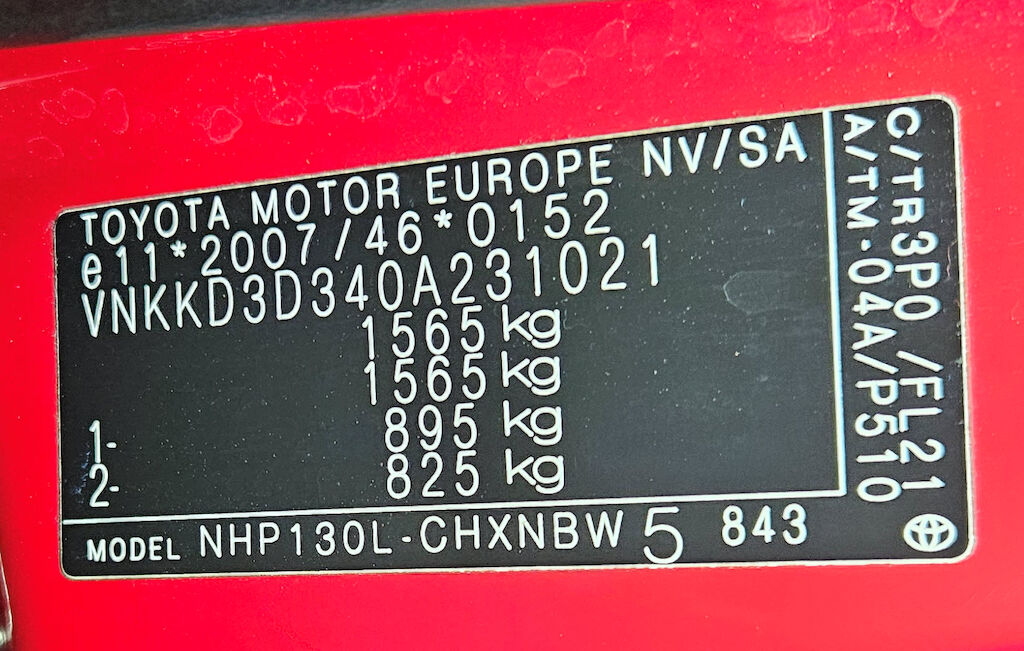 TOYOTA MOTOR EUROPE NV/SA
e11*2007/46*0152
VNKKD3D340A231021
1565 kg
1565 kg
1- 895 kg
2- 825 kg
MODEL NHP130L-CHXNBW 5 843
C/TR3P0 /FL21
A/TM-04A/P510